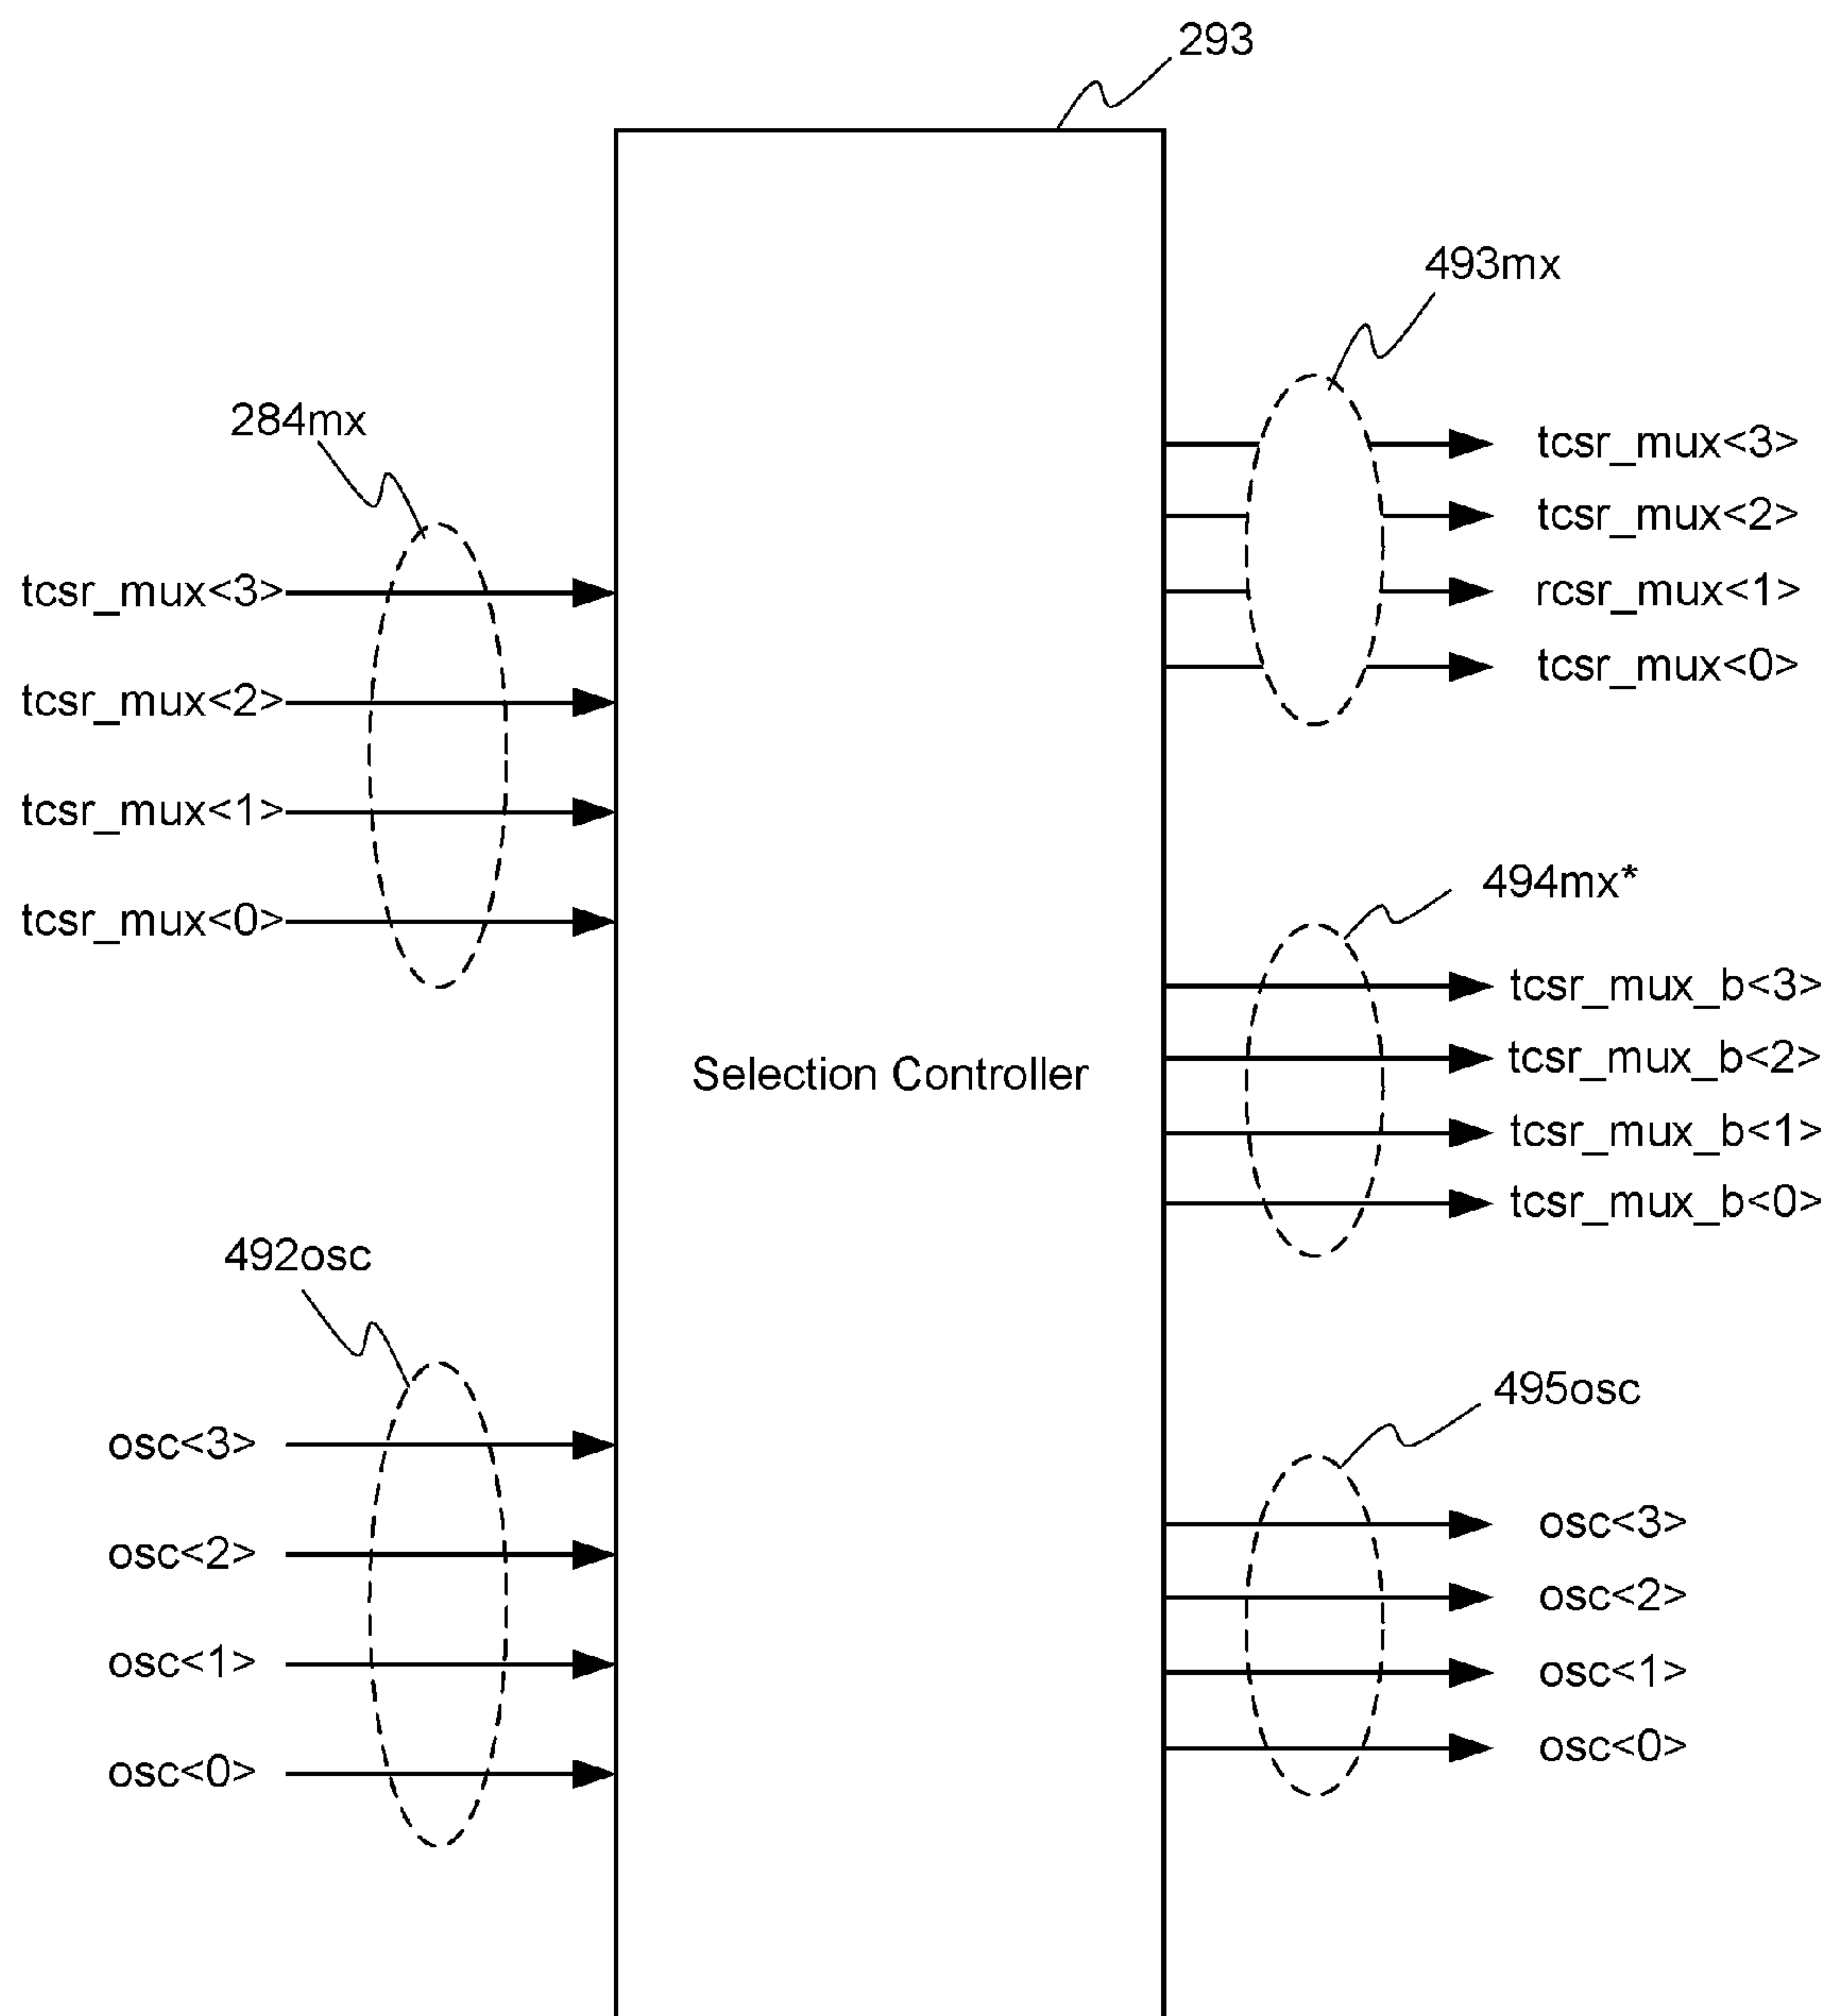 293
493mx
284mx
tcsr_mux<3>
tcsr_mux<2>
tcsr_mux<1>
tcsr_mux<0>
tcsr_mux<3>
tcsr_mux<2>
rcsr_mux<1>
tcsr_mux<0>
494mx*
tcsr_mux_b<3>
tcsr_mux_b<2>
tcsr_mux_b<1>
tcsr_mux_b<0>
Selection Controller
492osc
osc<3>
osc<2>
osc<1>
osc<0>
495osc
osc<3>
osc<2>
osc<1>
osc<0>